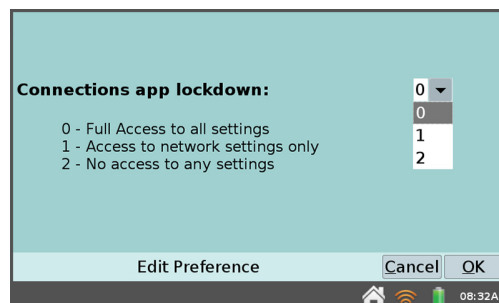 Connections app lockdown: 0
0
0 - Full Access to all settings
1 - Access to network settings only
1
2 - No access to any settings
2
Edit Preference Cancel OK
08:32A